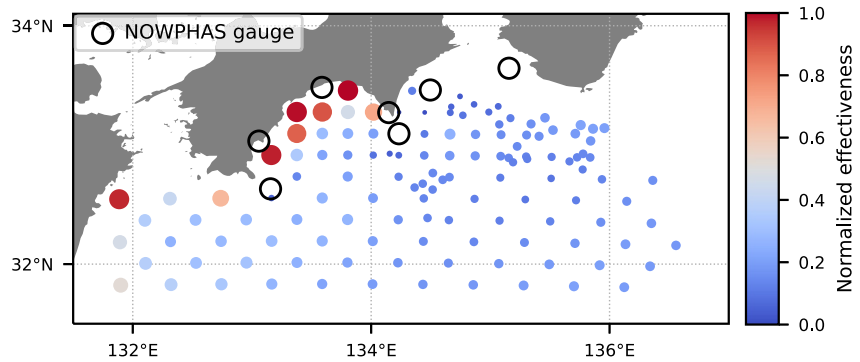 NOWPHAS gauge
34°N
32°N
132°E
134°E
136°E
1.0
0.8
0.6
0.4
0.2
0.0
Normalized effectiveness